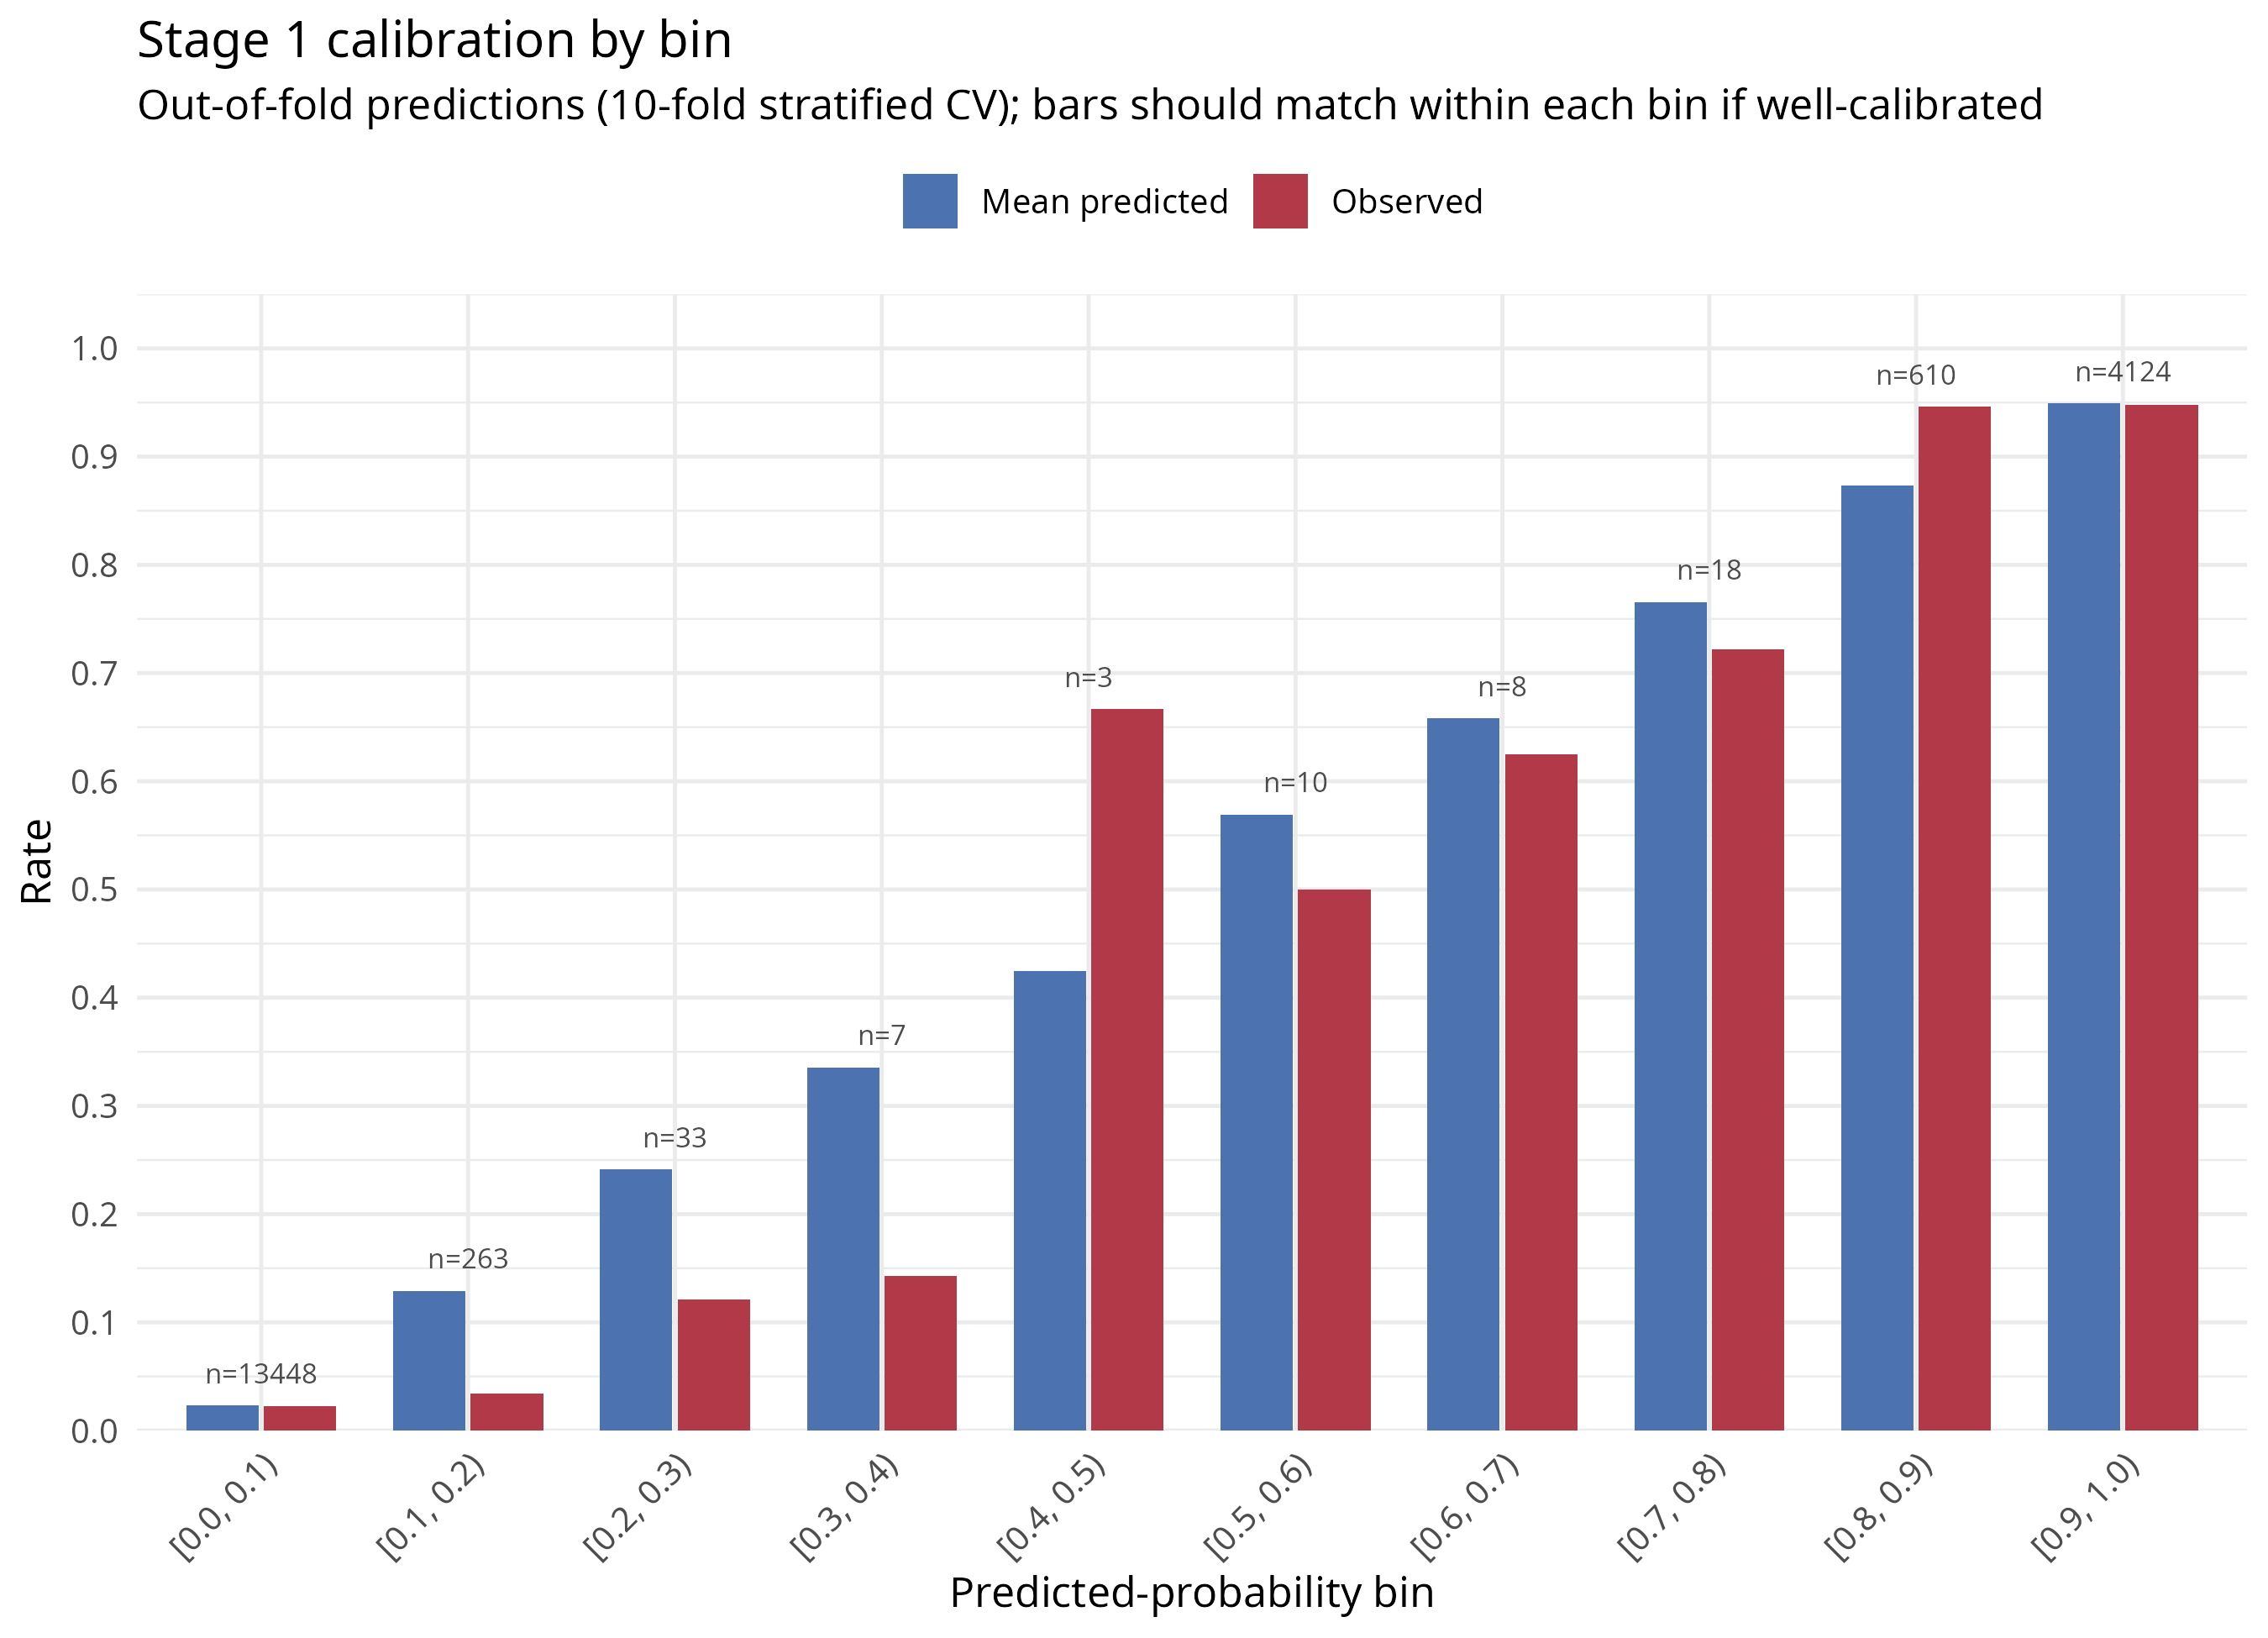 Stage 1 calibration by bin
Out-of-fold predictions (10-fold stratified CV); bars should match within each bin if well-calibrated
Mean predicted
Observed
Rate
1.0
0.9
0.8
0.7
0.6
0.5
0.4
0.3
0.2
0.1
0.0
n=13448
n=263
n=33
n=7
n=3
n=10
n=8
n=18
n=610
n=4124
[0.0, 0.1)
[0.1, 0.2)
[0.2, 0.3)
[0.3, 0.4)
[0.4, 0.5)
[0.5, 0.6)
[0.6, 0.7)
[0.7, 0.8)
[0.8, 0.9)
[0.9, 1.0)
Predicted-probability bin